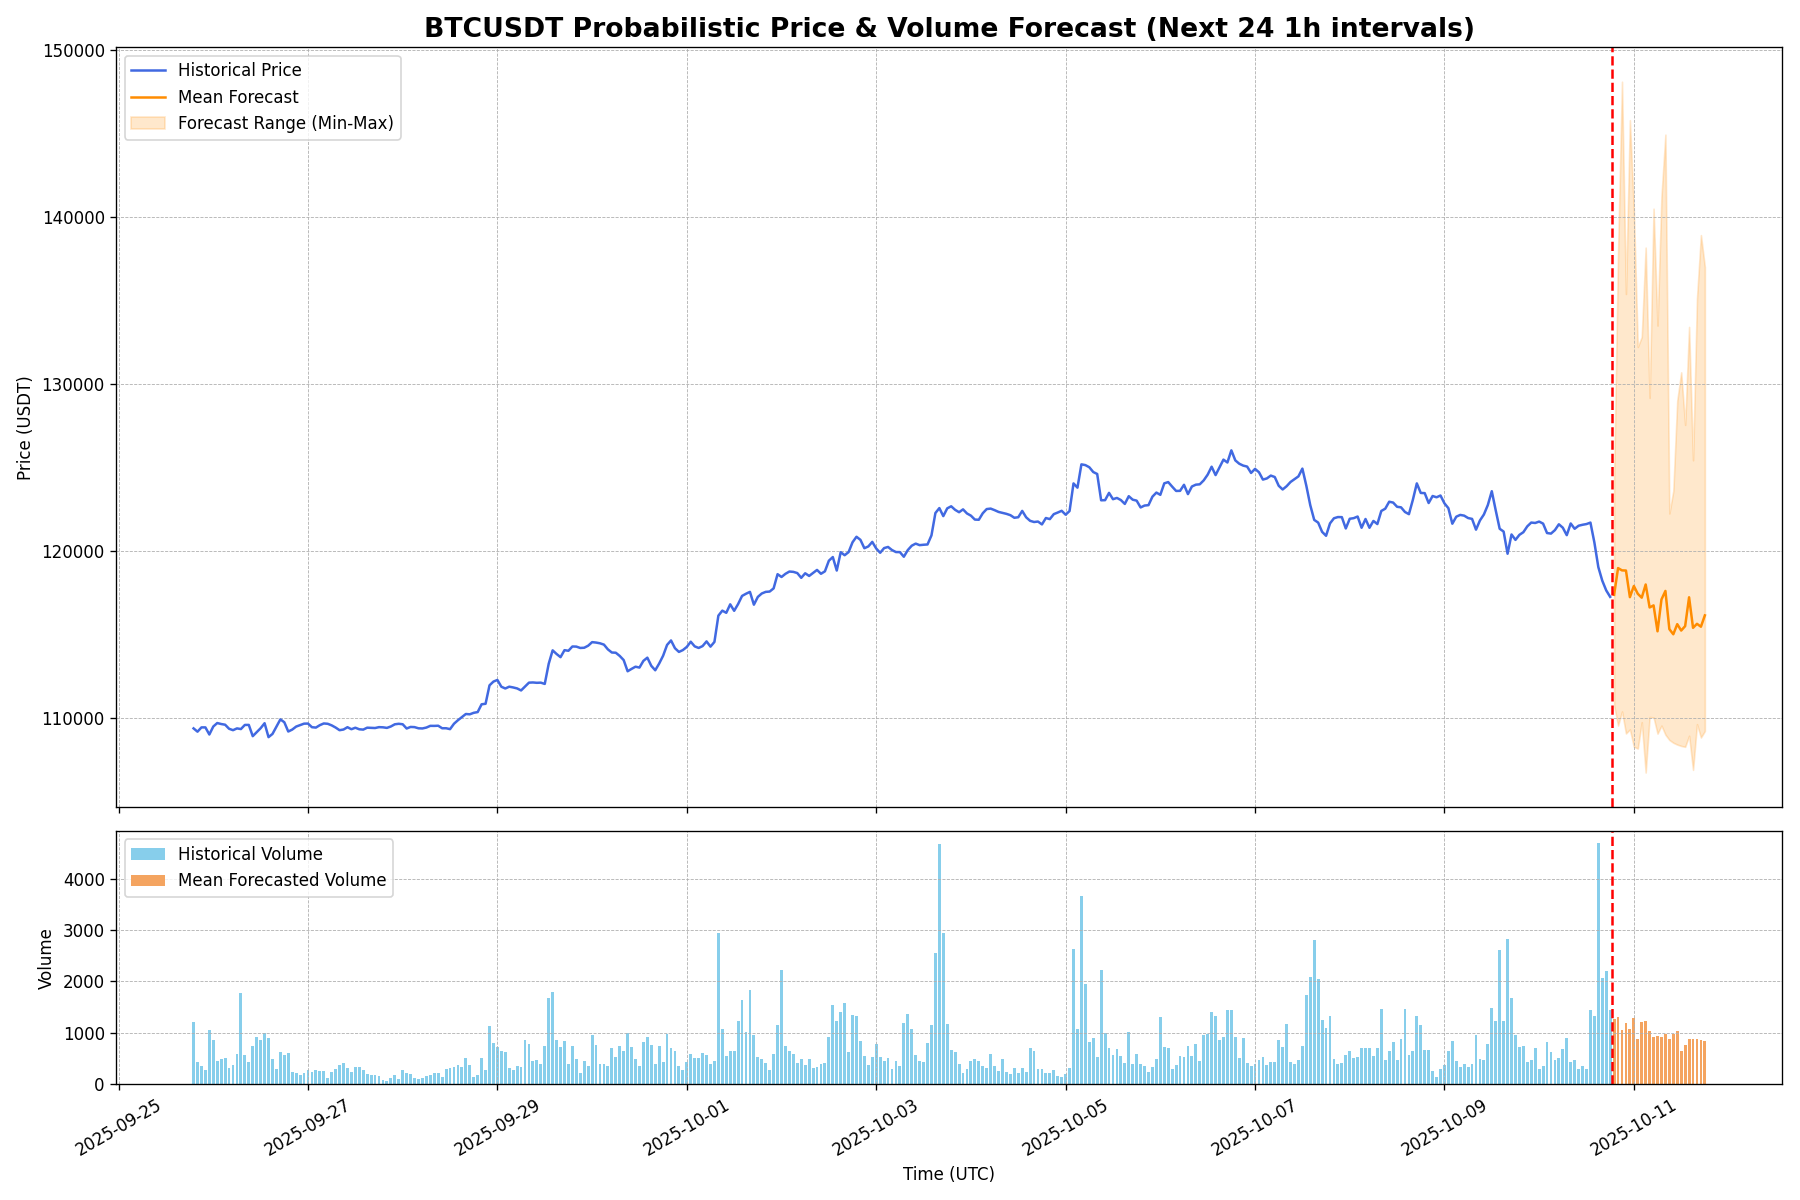 BTCUSDT Probabilistic Price & Volume Forecast (Next 24 1h intervals)
Historical Price
Mean Forecast
Forecast Range (Min-Max)
150000
140000
130000
120000
110000
Price (USDT)
Historical Volume
Mean Forecasted Volume
4000
3000
2000
1000
0
Volume
2025-09-25
2025-09-27
2025-09-29
2025-10-01
2025-10-03
2025-10-05
2025-10-07
2025-10-09
2025-10-11
Time (UTC)